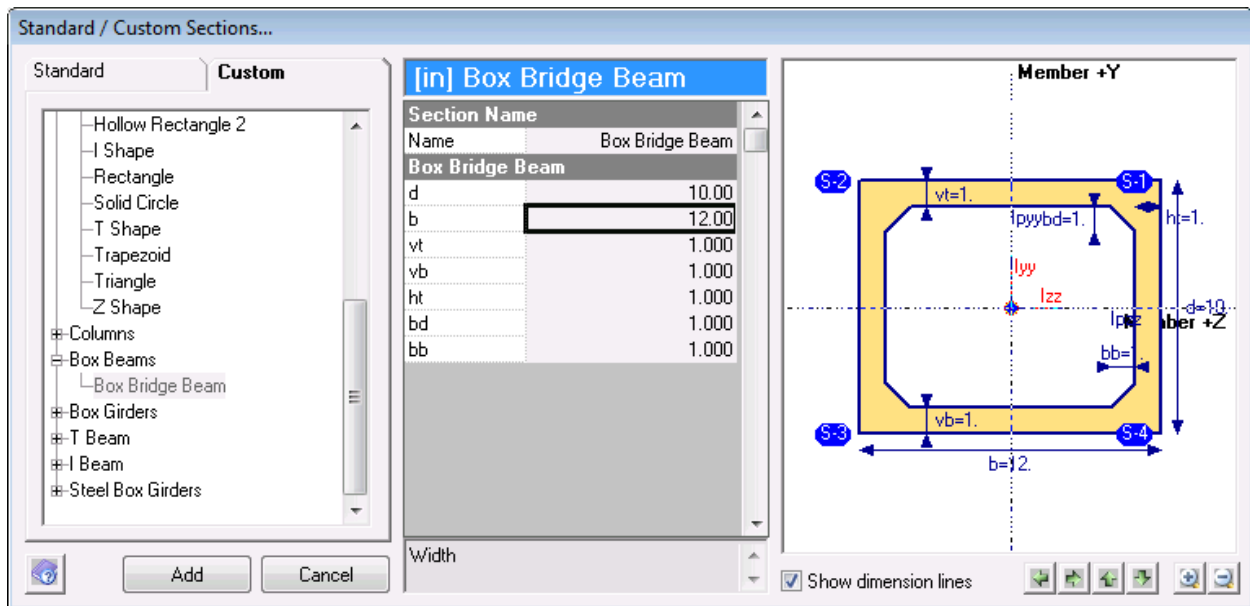 Standard / Custom Sections...
Standard
Custom
Hollow Rectangle 2
I Shape
Rectangle
Solid Circle
T Shape
Trapezoid
Triangle
Z Shape
Columns
Box Beams
Box Bridge Beam
Box Girders
T Beam
I Beam
Steel Box Girders
Add
Cancel
[in] Box Bridge Beam
Section Name
Name Box Bridge Beam
Box Bridge Beam
d 10.00
b 12.00
vt 1.000
vb 1.000
ht 1.000
bd 1.000
bb 1.000
Width
Member +Y
S-2
vt=1.
S-1
bd=1.
ht=1.
Iyy
Izz
d=10.
+Z
bb=1.
vb=1.
S-3
S-4
b=12.
Show dimension lines